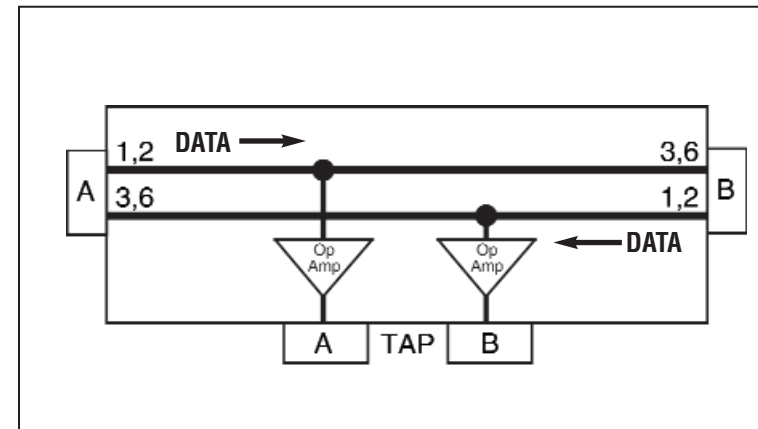 1,2 DATA 3,6
A B
3,6 1,2
Op Amp Op Amp DATA
A TAP B